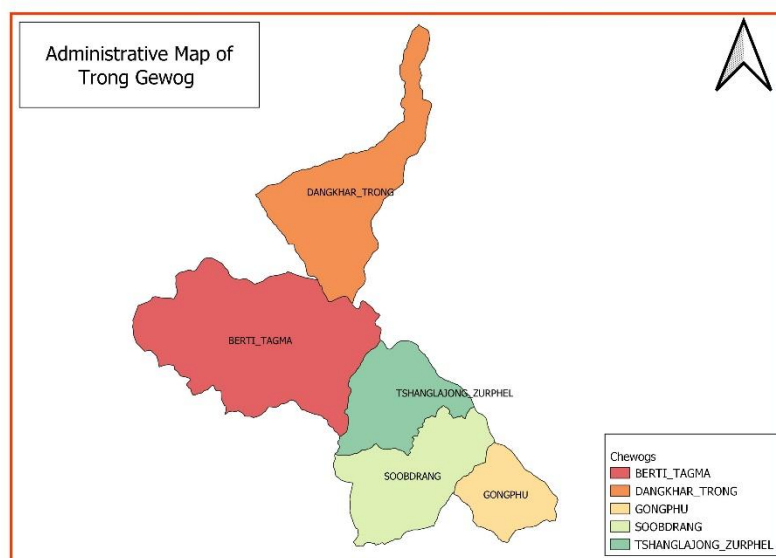 Administrative Map of
Trong Gewog
DANGKHAR_TRONG
BERTI_TAGMA
TSHANGLAJONG_ZURPHEL
SOOBDRANG
GONGPHU
Chewogs
BERTI_TAGMA
DANGKHAR_TRONG
GONGPHU
SOOBDRANG
TSHANGLAJONG_ZURPHEL